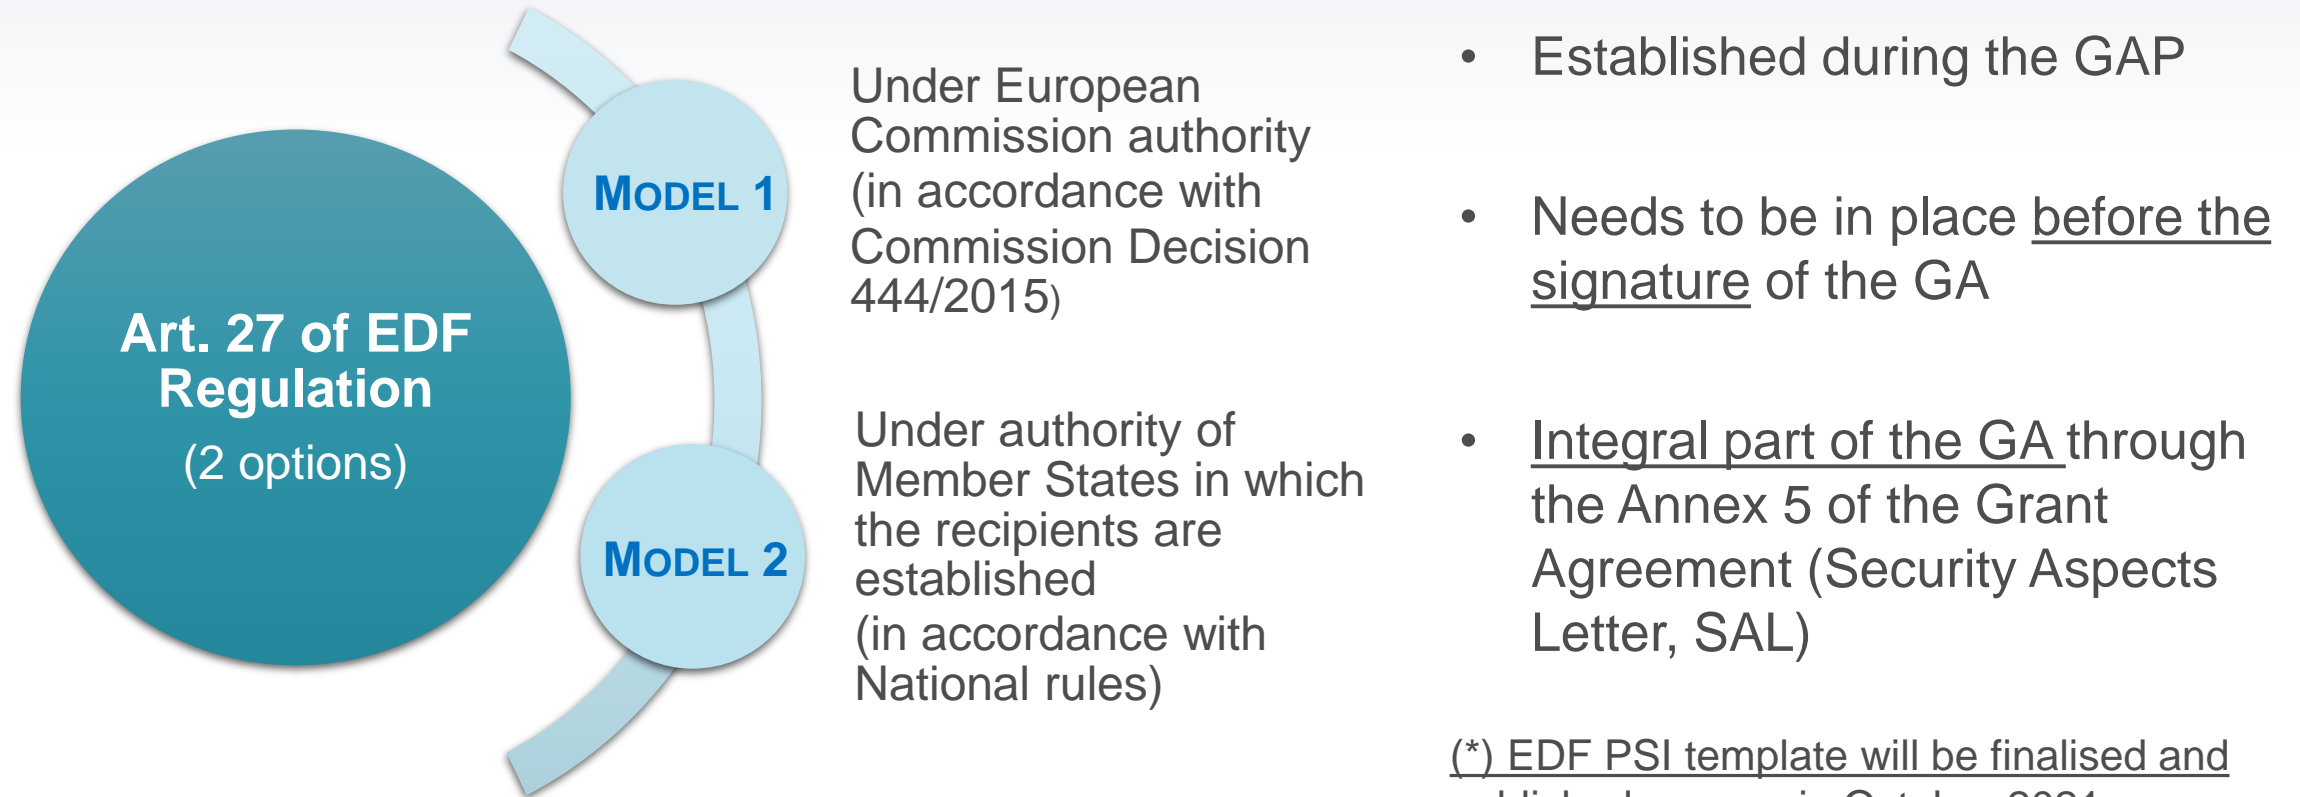 Art. 27 of EDF
Regulation
(2 options)
MODEL 1
Under European
Commission authority
(in accordance with
Commission Decision
444/2015)
MODEL 2
Under authority of
Member States in which
the recipients are
established
(in accordance with
National rules)
• Established during the GAP
• Needs to be in place before the
signature of the GA
• Integral part of the GA through
the Annex 5 of the Grant
Agreement (Security Aspects
Letter, SAL)
(*) EDF PSI template will be finalised and
in October 2021